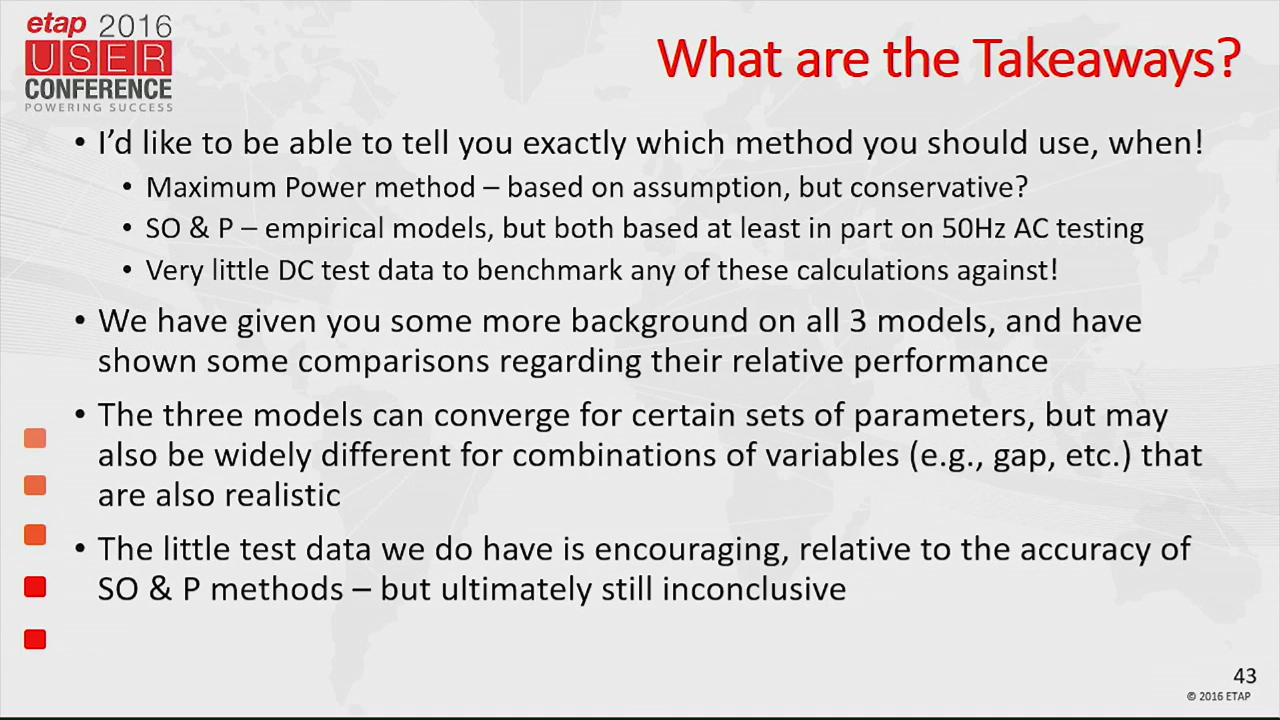 etap 2016
USER
CONFERENCE
POWERING SUCCESS
What are the Takeaways?
• I'd like to be able to tell you exactly which method you should use, when!
• Maximum Power method – based on assumption, but conservative?
• SO & P – empirical models, but both based at least in part on 50Hz AC testing
• Very little DC test data to benchmark any of these calculations against!
• We have given you some more background on all 3 models, and have
shown some comparisons regarding their relative performance
• The three models can converge for certain sets of parameters, but may
also be widely different for combinations of variables (e.g., gap, etc.) that
are also realistic
• The little test data we do have is encouraging, relative to the accuracy of
SO & P methods – but ultimately still inconclusive
43
© 2016 ETAP